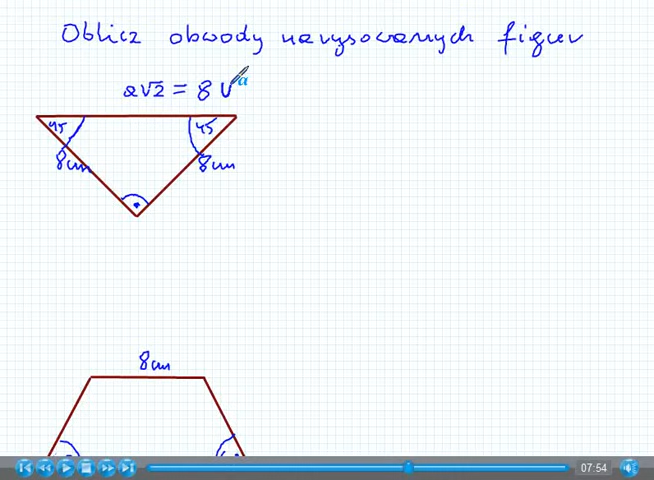 Oblicz obwody narysowanych figur
a√2 = 8√
45
45
8cm
8cm
8cm
07:54